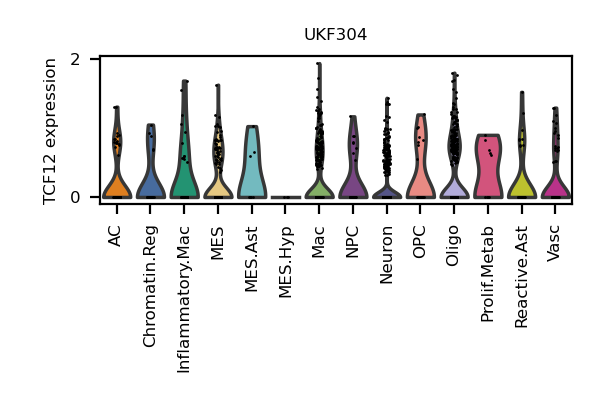 UKF304
TCF12 expression
2
0
AC
Chromatin.Reg
Inflammatory.Mac
MES
MES.Ast
MES.Hyp
Mac
NPC
Neuron
OPC
Oligo
Prolif.Metab
Reactive.Ast
Vasc